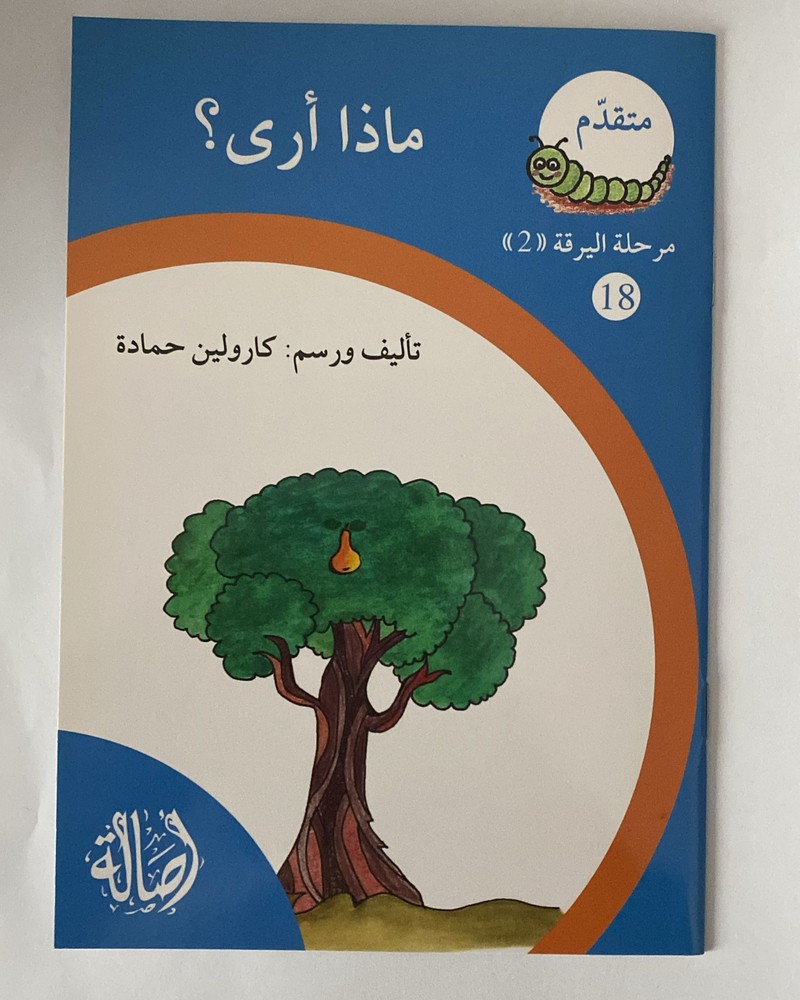 ماذا أرى؟
متقدّم
مرحلة اليرقة «2»
18
تأليف ورسم: كارولين حمادة
أصالة